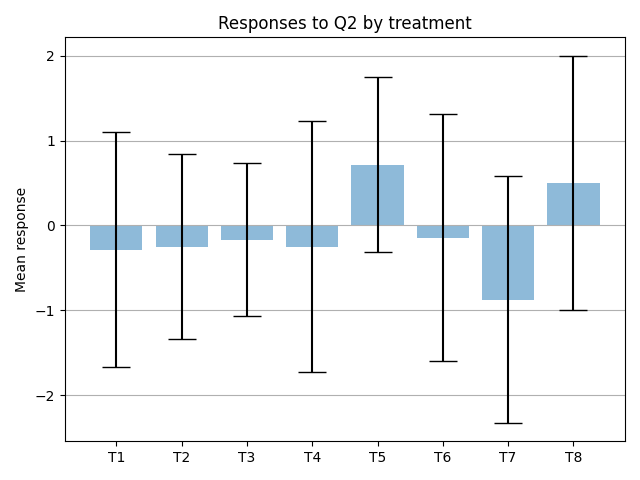 Responses to Q2 by treatment
Mean response
2
1
0
−1
−2
T1 T2 T3 T4 T5 T6 T7 T8